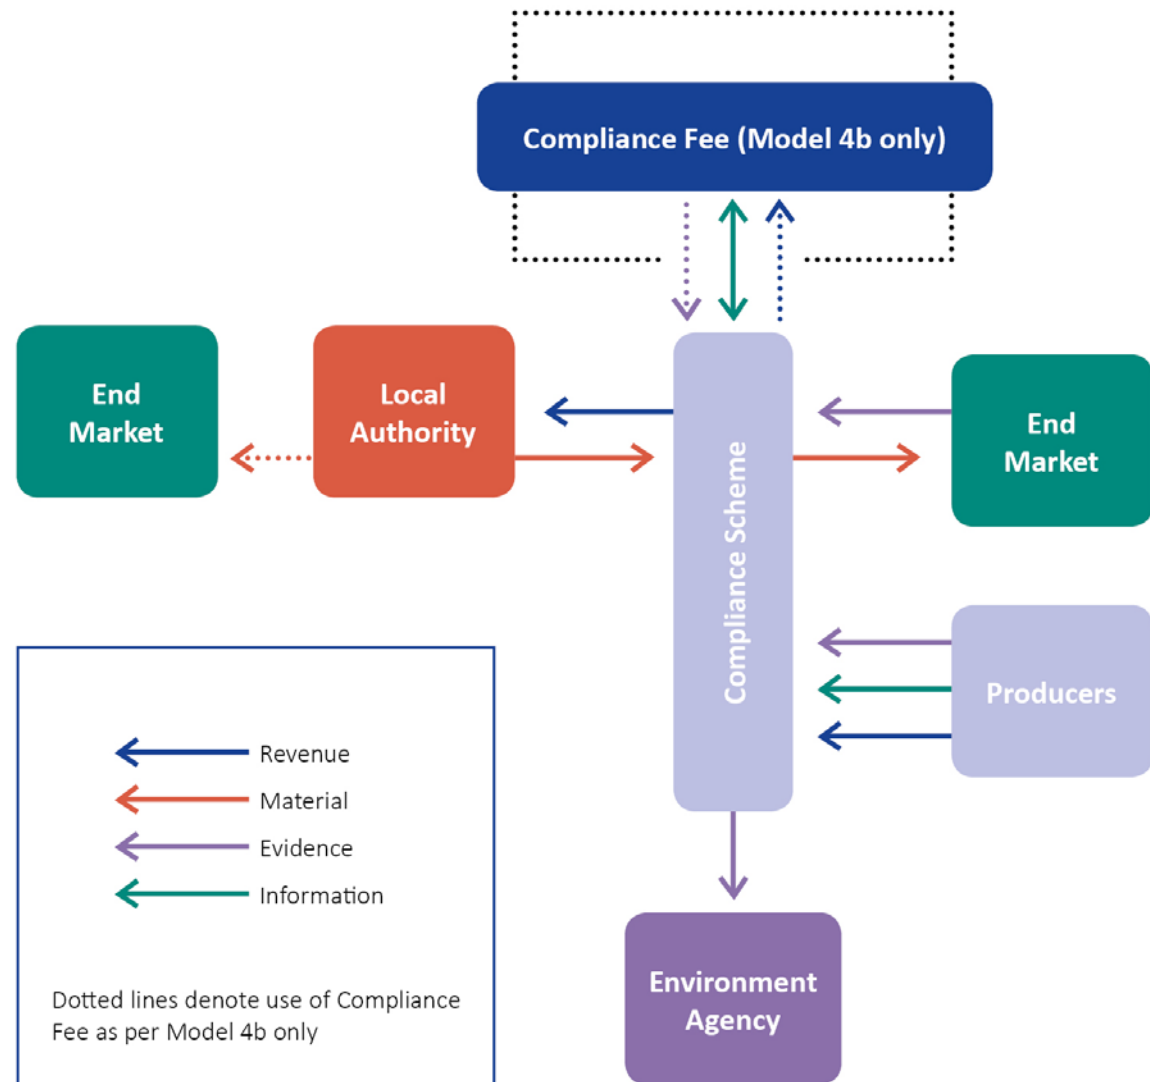 Compliance Fee (Model 4b only)
End
Market
Local
Authority
Compliance Scheme
End
Market
Producers
Revenue
Material
Evidence
Information
Dotted lines denote use of Compliance
Fee as per Model 4b only
Environment
Agency